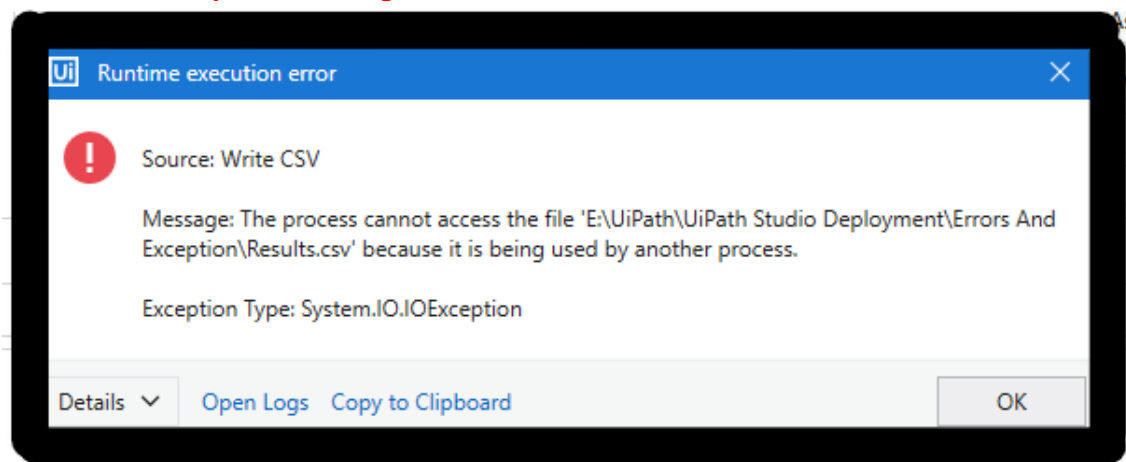 Ui Runtime execution error
Source: Write CSV
Message: The process cannot access the file 'E:\UiPath\UiPath Studio Deployment\Errors And
Exception\Results.csv' because it is being used by another process.
Exception Type: System.IO.IOException
Details Open Logs Copy to Clipboard OK